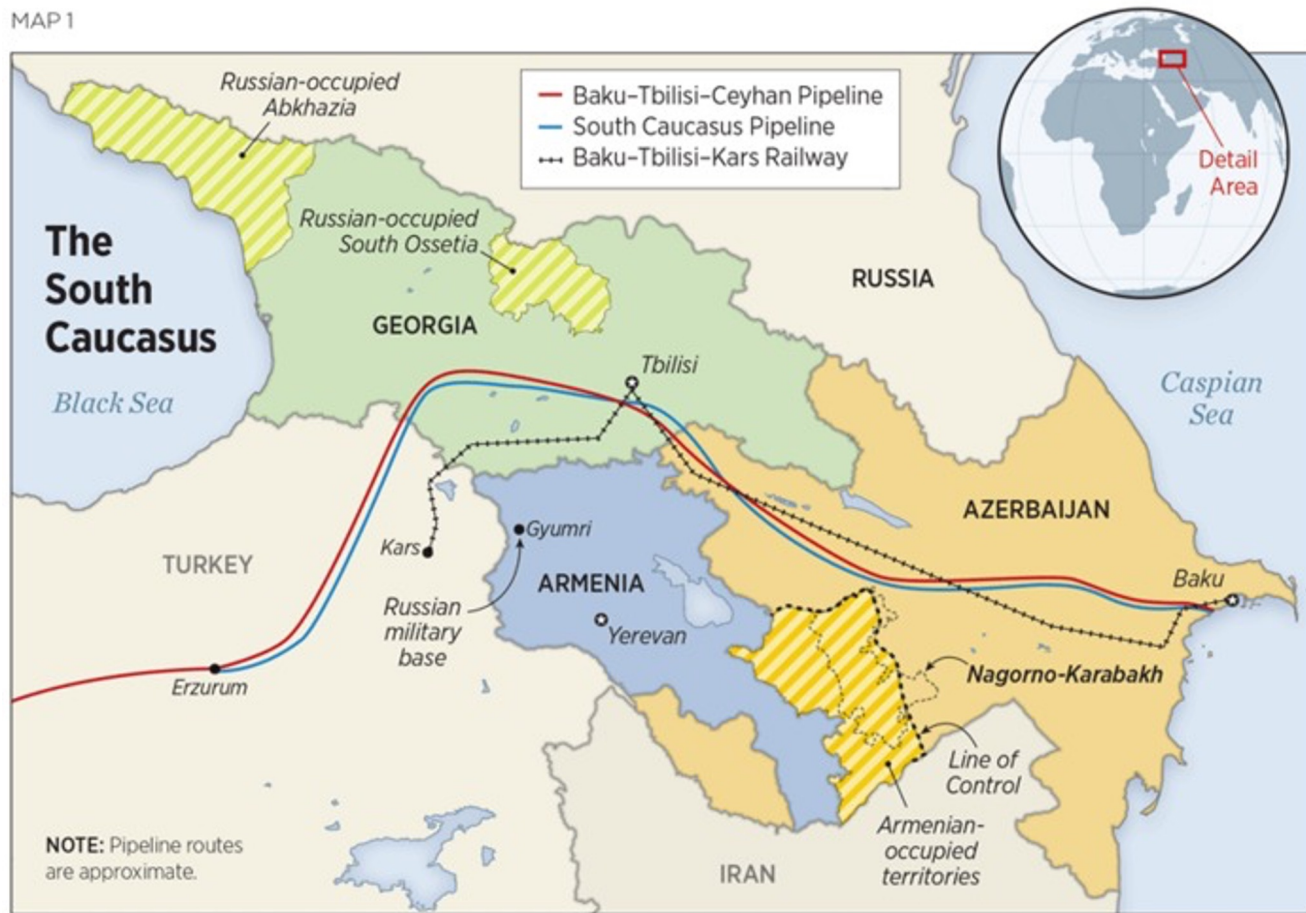 MAP 1
Russian-occupied
Abkhazia
Baku–Tbilisi–Ceyhan Pipeline
South Caucasus Pipeline
Baku–Tbilisi–Kars Railway
Detail
Area
Russian-occupied
South Ossetia
The
South
Caucasus
RUSSIA
GEORGIA
Tbilisi
Black Sea
Caspian
Sea
AZERBAIJAN
Gyumri
Kars
TURKEY
ARMENIA
Baku
Russian
military
base
Yerevan
Nagorno-Karabakh
Erzurum
Line of
Control
Armenian-
occupied
territories
NOTE: Pipeline routes
are approximate.
IRAN